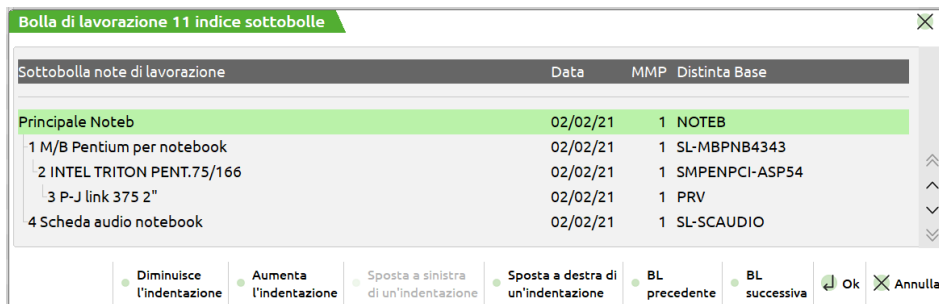 Bolla di lavorazione 11 indice sottobolle
Sottobolla note di lavorazione Data MMP Distinta Base
Principale Noteb 02/02/21 1 NOTEB
1 M/B Pentium per notebook 02/02/21 1 SL-MBPNB4343
2 INTEL TRITON PENT.75/166 02/02/21 1 SMPENPCI-ASP54
3 P-J link 375 2" 02/02/21 1 PRV
4 Scheda audio notebook 02/02/21 1 SL-SCAUDIO
Diminuisce l'indentazione Aumenta l'indentazione Sposta a sinistra di un'indentazione Sposta a destra di un'indentazione BL precedente BL successiva Ok Annulla